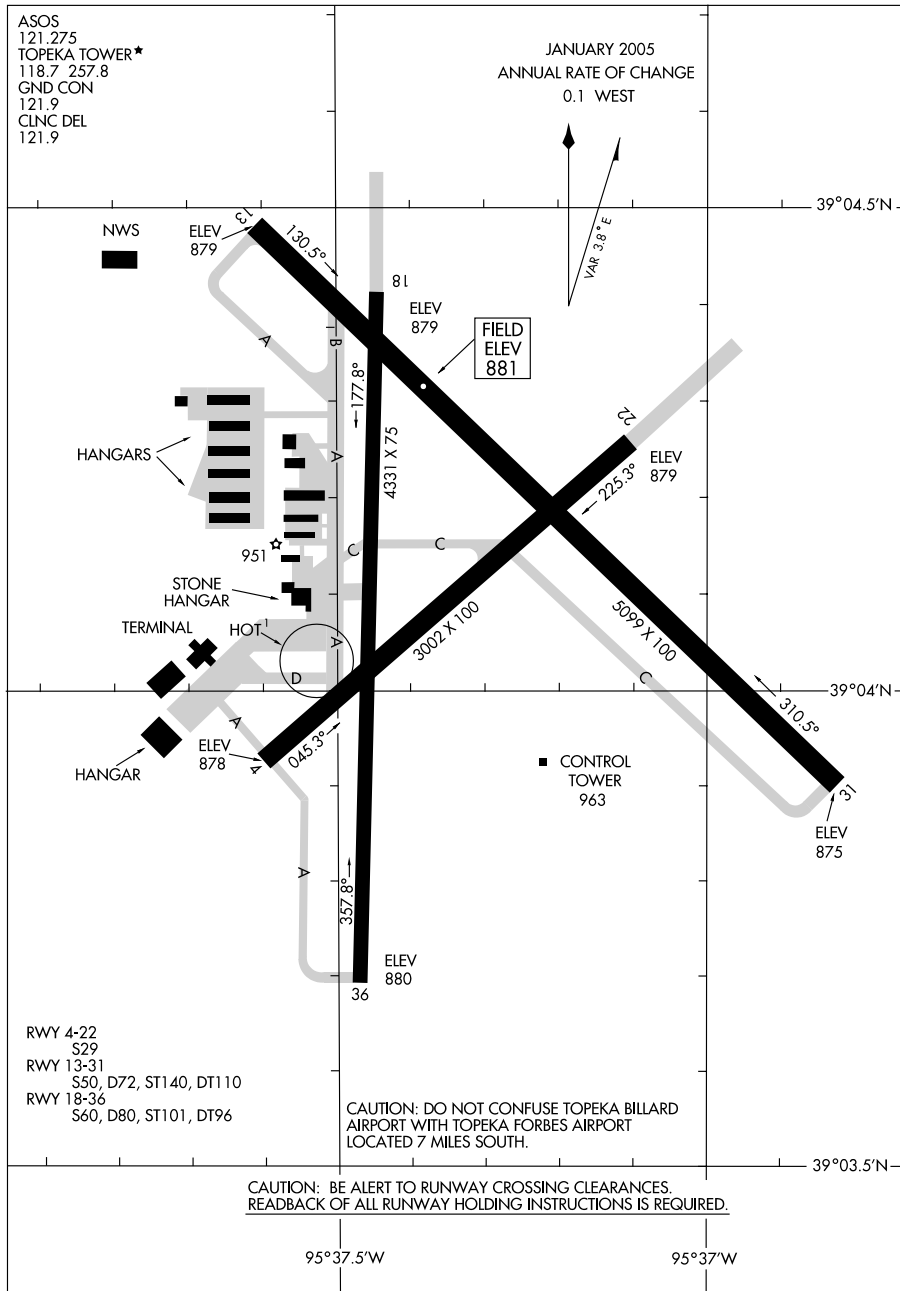 ASOS
121.275
TOPEKA TOWER★
118.7 257.8
GND CON
121.9
CLNC DEL
121.9
JANUARY 2005
ANNUAL RATE OF CHANGE
0.1 WEST
VAR 3.8° E
39°04.5'N
NWS
ELEV
879
13
130.5°
18
ELEV
879
FIELD
ELEV
881
A
B
177.8°
4331 X 75
22
ELEV
879
225.3°
HANGARS
A
951
C
C
STONE
HANGAR
TERMINAL
HOT¹
A
D
3002 X 100
5099 X 100
C
310.5°
39°04'N
A
ELEV
878
4
045.3°
HANGAR
CONTROL
TOWER
963
31
ELEV
875
A
357.8°
ELEV
880
36
RWY 4-22
S29
RWY 13-31
S50, D72, ST140, DT110
RWY 18-36
S60, D80, ST101, DT96
CAUTION: DO NOT CONFUSE TOPEKA BILLARD
AIRPORT WITH TOPEKA FORBES AIRPORT
LOCATED 7 MILES SOUTH.
39°03.5'N
CAUTION: BE ALERT TO RUNWAY CROSSING CLEARANCES.
READBACK OF ALL RUNWAY HOLDING INSTRUCTIONS IS REQUIRED.
95°37.5'W
95°37'W